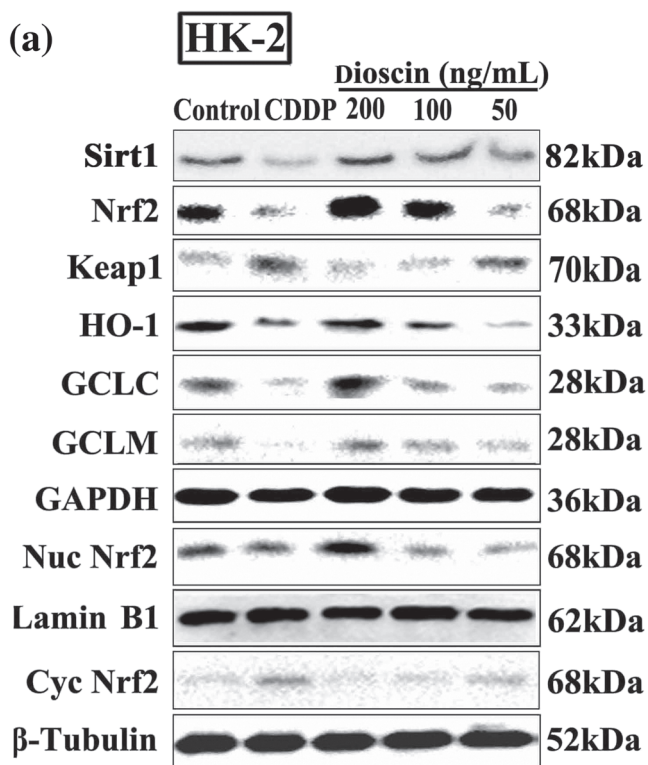 (a)
HK-2
Dioscin (ng/mL)
Control CDDP 200 100 50
Sirt1 82kDa
Nrf2 68kDa
Keap1 70kDa
HO-1 33kDa
GCLC 28kDa
GCLM 28kDa
GAPDH 36kDa
Nuc Nrf2 68kDa
Lamin B1 62kDa
Cyc Nrf2 68kDa
β-Tubulin 52kDa